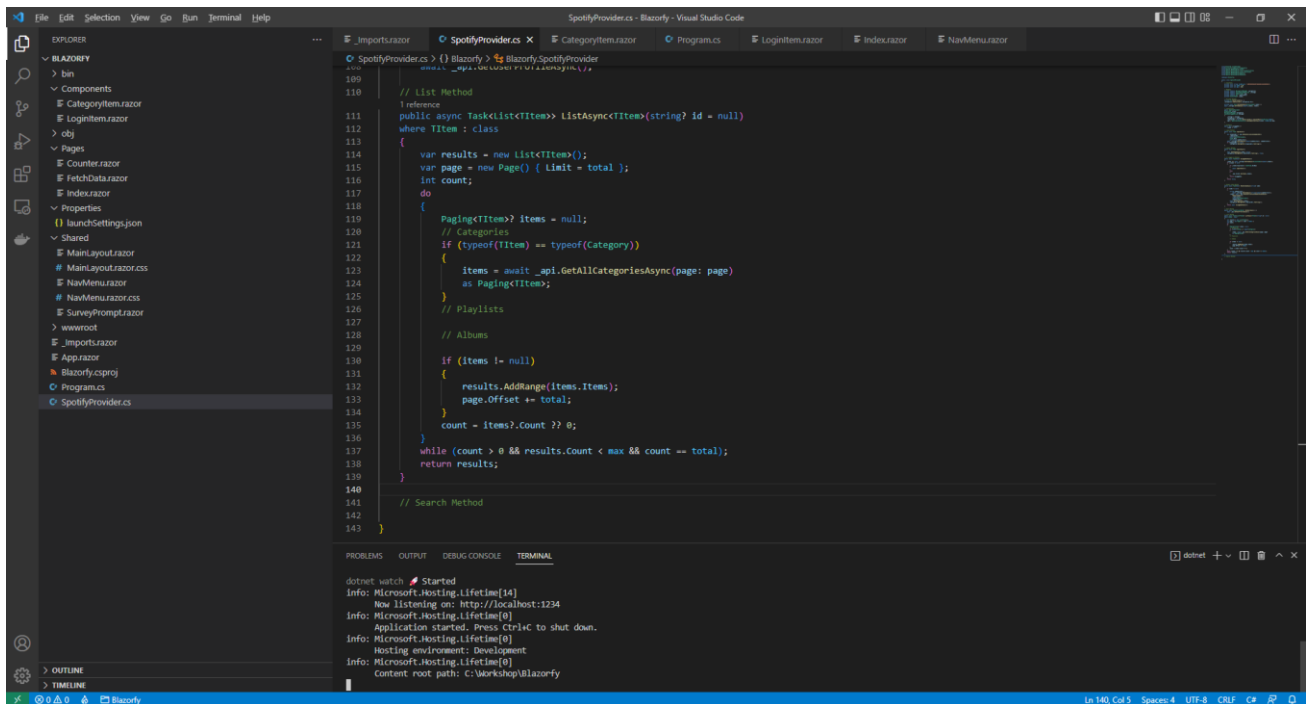 File Edit Selection View Go Run Terminal Help
SpotifyProvider.cs - Blazorfy - Visual Studio Code
EXPLORER ...
_Imports.razor SpotifyProvider.cs × CategoryItem.razor Program.cs LoginItem.razor Index.razor NavMenu.razor
SpotifyProvider.cs > {} Blazorfy > Blazorfy.SpotifyProvider
BLAZORFY
> bin
Components
CategoryItem.razor
LoginItem.razor
> obj
Pages
Counter.razor
FetchData.razor
Index.razor
Properties
{} launchSettings.json
Shared
MainLayout.razor
# MainLayout.razor.css
NavMenu.razor
# NavMenu.razor.css
SurveyPrompt.razor
> wwwroot
_Imports.razor
App.razor
Blazorfy.csproj
Program.cs
SpotifyProvider.cs
> OUTLINE
> TIMELINE
108 await _api.GetUserProfileAsync();
109
110 // List Method
1 reference
111 public async Task<List<TItem>> ListAsync<TItem>(string? id = null)
112 where TItem : class
113 {
114 var results = new List<TItem>();
115 var page = new Page() { Limit = total };
116 int count;
117 do
118 {
119 Paging<TItem>? items = null;
120 // Categories
121 if (typeof(TItem) == typeof(Category))
122 {
123 items = await _api.GetAllCategoriesAsync(page: page)
124 as Paging<TItem>;
125 }
126 // Playlists
127
128 // Albums
129
130 if (items != null)
131 {
132 results.AddRange(items.Items);
133 page.Offset += total;
134 }
135 count = items?.Count ?? 0;
136 }
137 while (count > 0 && results.Count < max && count == total);
138 return results;
139 }
140
141 // Search Method
142
143 }
PROBLEMS OUTPUT DEBUG CONSOLE TERMINAL
dotnet
dotnet watch 🚀 Started
info: Microsoft.Hosting.Lifetime[14]
Now listening on: http://localhost:1234
info: Microsoft.Hosting.Lifetime[0]
Application started. Press Ctrl+C to shut down.
info: Microsoft.Hosting.Lifetime[0]
Hosting environment: Development
info: Microsoft.Hosting.Lifetime[0]
Content root path: C:\Workshop\Blazorfy
0 0 Blazorfy
Ln 140, Col 5 Spaces: 4 UTF-8 CRLF C#